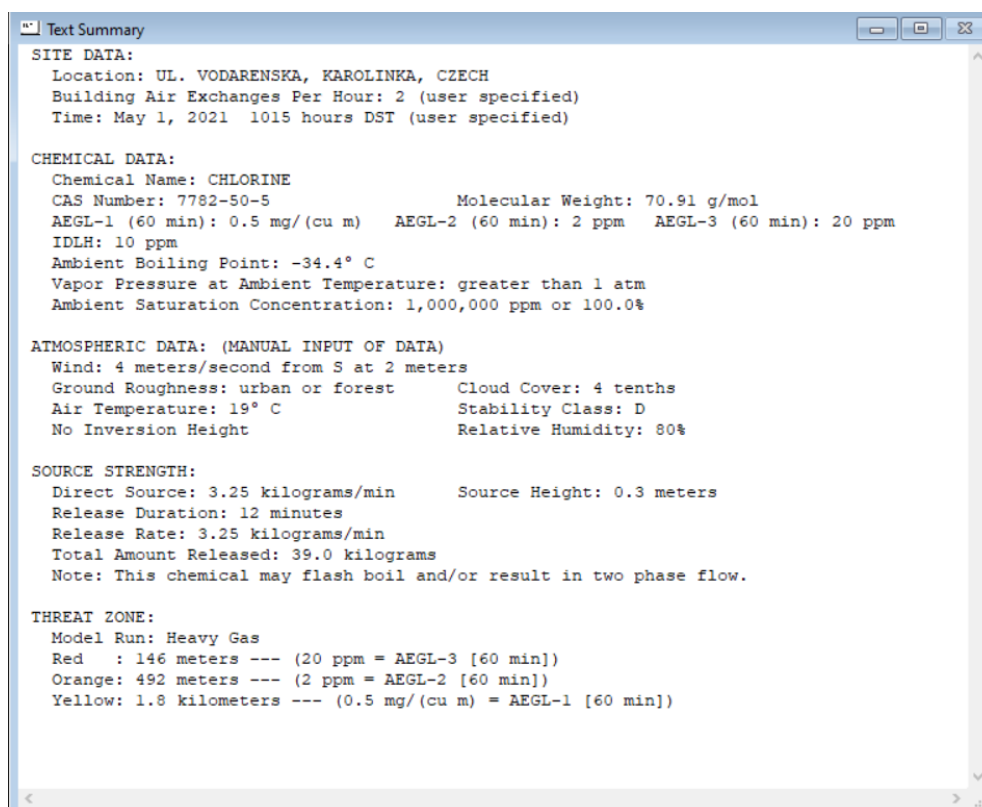 Text Summary
SITE DATA:
Location: UL. VODARENSKA, KAROLINKA, CZECH
Building Air Exchanges Per Hour: 2 (user specified)
Time: May 1, 2021  1015 hours DST (user specified)
CHEMICAL DATA:
Chemical Name: CHLORINE
CAS Number: 7782-50-5 Molecular Weight: 70.91 g/mol
AEGL-1 (60 min): 0.5 mg/(cu m) AEGL-2 (60 min): 2 ppm AEGL-3 (60 min): 20 ppm
IDLH: 10 ppm
Ambient Boiling Point: -34.4° C
Vapor Pressure at Ambient Temperature: greater than 1 atm
Ambient Saturation Concentration: 1,000,000 ppm or 100.0%
ATMOSPHERIC DATA: (MANUAL INPUT OF DATA)
Wind: 4 meters/second from S at 2 meters
Ground Roughness: urban or forest Cloud Cover: 4 tenths
Air Temperature: 19° C Stability Class: D
No Inversion Height Relative Humidity: 80%
SOURCE STRENGTH:
Direct Source: 3.25 kilograms/min Source Height: 0.3 meters
Release Duration: 12 minutes
Release Rate: 3.25 kilograms/min
Total Amount Released: 39.0 kilograms
Note: This chemical may flash boil and/or result in two phase flow.
THREAT ZONE:
Model Run: Heavy Gas
Red   : 146 meters --- (20 ppm = AEGL-3 [60 min])
Orange: 492 meters --- (2 ppm = AEGL-2 [60 min])
Yellow: 1.8 kilometers --- (0.5 mg/(cu m) = AEGL-1 [60 min])